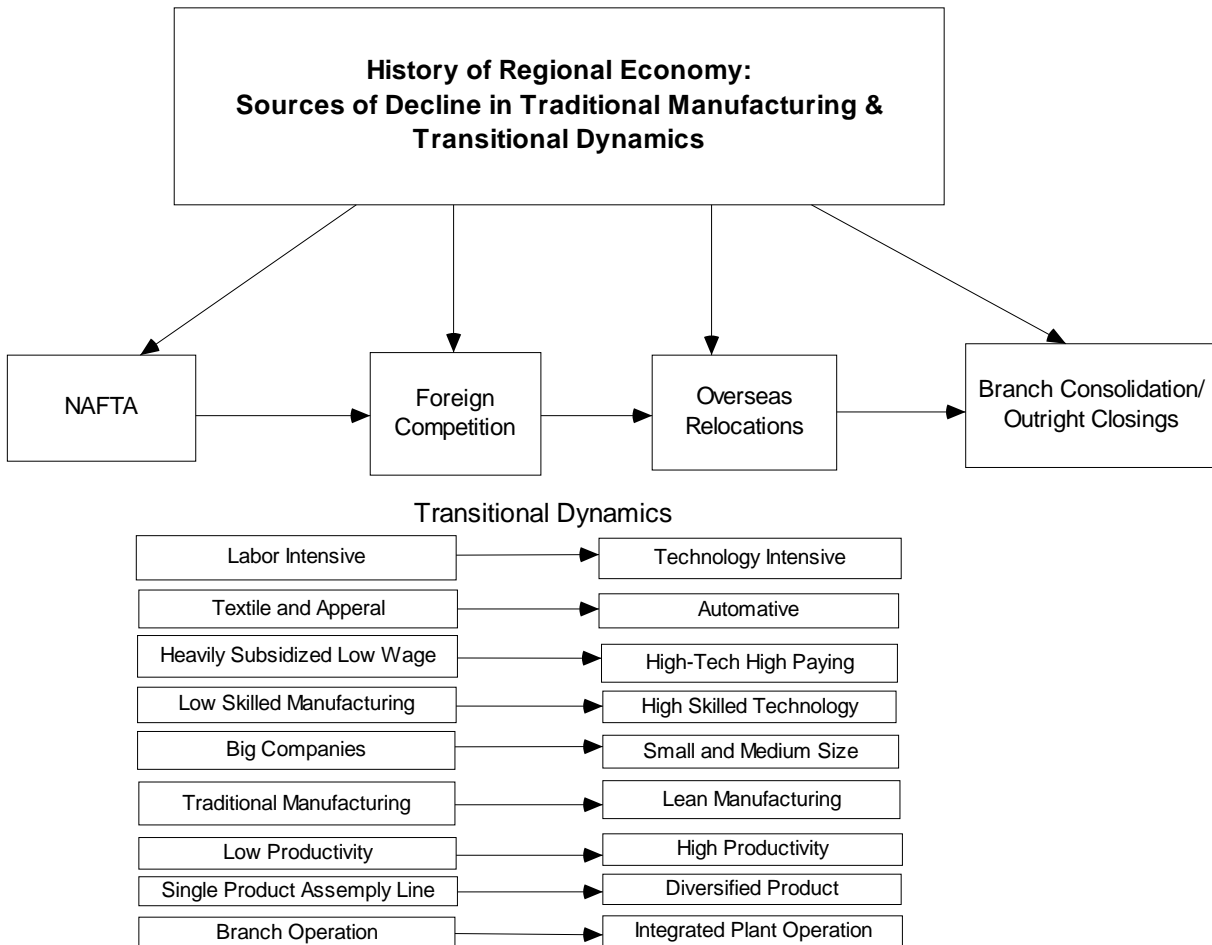 History of Regional Economy:
Sources of Decline in Traditional Manufacturing &
Transitional Dynamics
NAFTA
Foreign
Competition
Overseas
Relocations
Branch Consolidation/
Outright Closings
Transitional Dynamics
Labor Intensive
Technology Intensive
Textile and Apperal
Automative
Heavily Subsidized Low Wage
High-Tech High Paying
Low Skilled Manufacturing
High Skilled Technology
Big Companies
Small and Medium Size
Traditional Manufacturing
Lean Manufacturing
Low Productivity
High Productivity
Single Product Assemply Line
Diversified Product
Branch Operation
Integrated Plant Operation